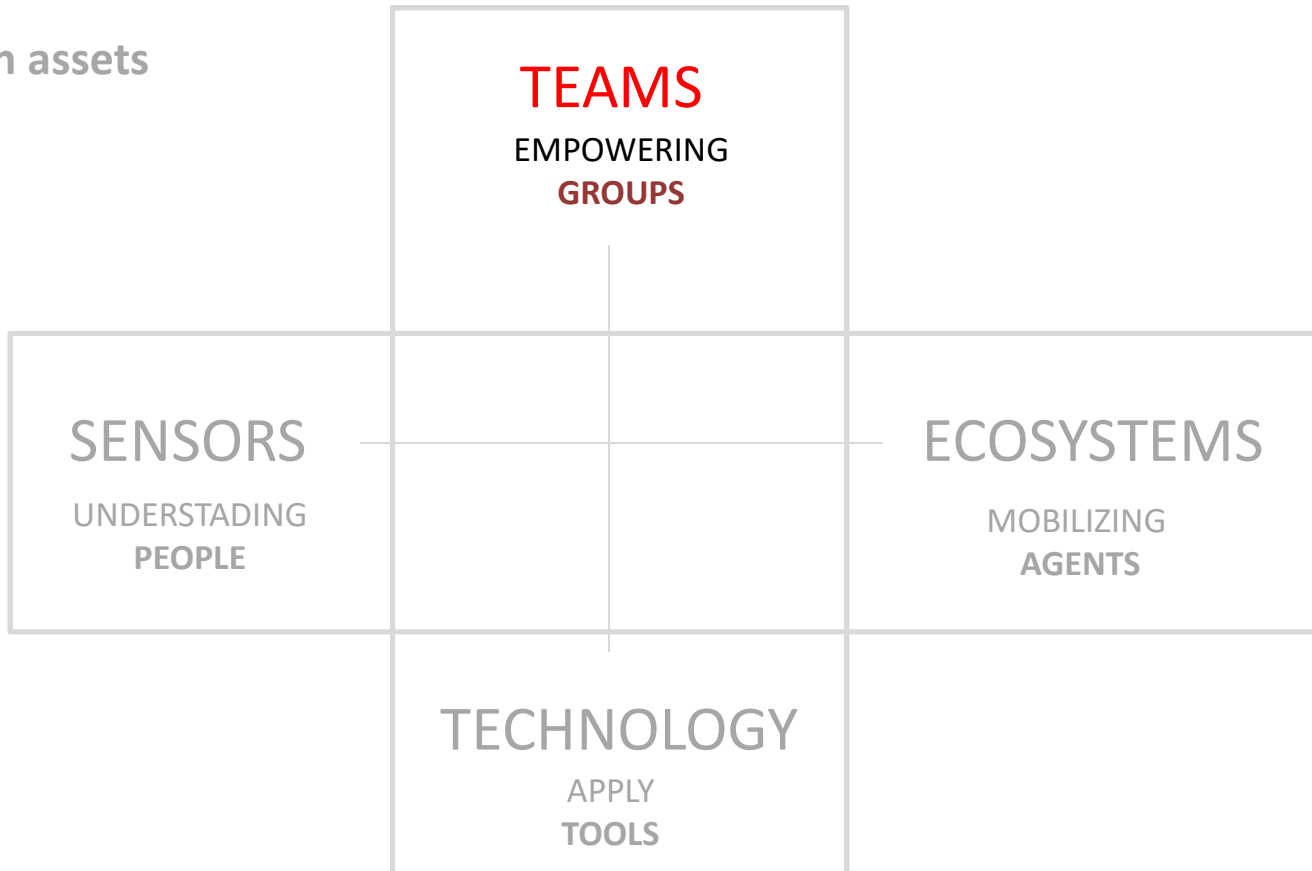 assets
TEAMS
EMPOWERING
GROUPS
SENSORS
UNDERSTADING
PEOPLE
ECOSYSTEMS
MOBILIZING
AGENTS
TECHNOLOGY
APPLY
TOOLS